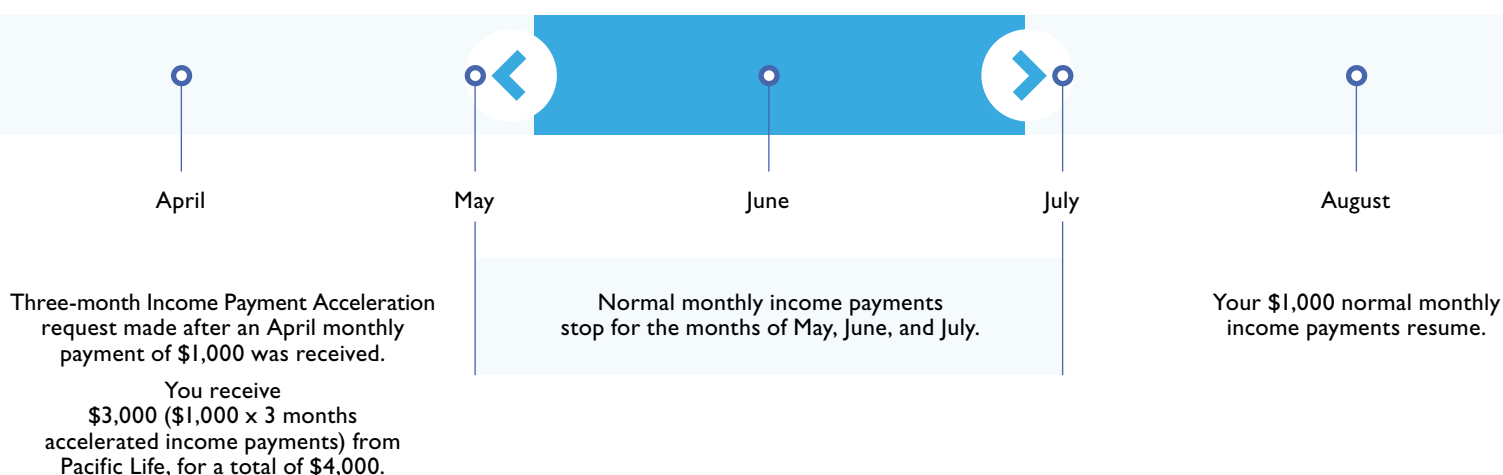 April
May
June
July
August
Three-month Income Payment Acceleration
request made after an April monthly
payment of $1,000 was received.
You receive
$3,000 ($1,000 x 3 months
accelerated income payments) from
Pacific Life, for a total of $4,000.
Normal monthly income payments
stop for the months of May, June, and July.
Your $1,000 normal monthly
income payments resume.